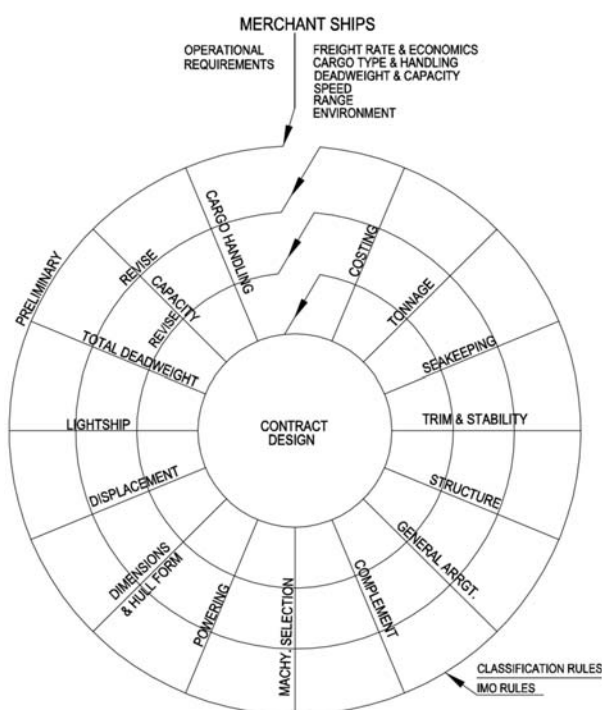 MERCHANT SHIPS
OPERATIONAL
REQUIREMENTS
FREIGHT RATE & ECONOMICS
CARGO TYPE & HANDLING
DEADWEIGHT & CAPACITY
SPEED
RANGE
ENVIRONMENT
PRELIMINARY
REVISE
REVISE
CARGO HANDLING
CAPACITY
TOTAL DEADWEIGHT
LIGHTSHIP
DISPLACEMENT
DIMENSIONS
& HULL FORM
POWERING
MACHY. SELECTION
COMPLEMENT
GENERAL ARRGT.
STRUCTURE
TRIM & STABILITY
SEAKEEPING
TONNAGE
COSTING
CONTRACT
DESIGN
CLASSIFICATION RULES
IMO RULES